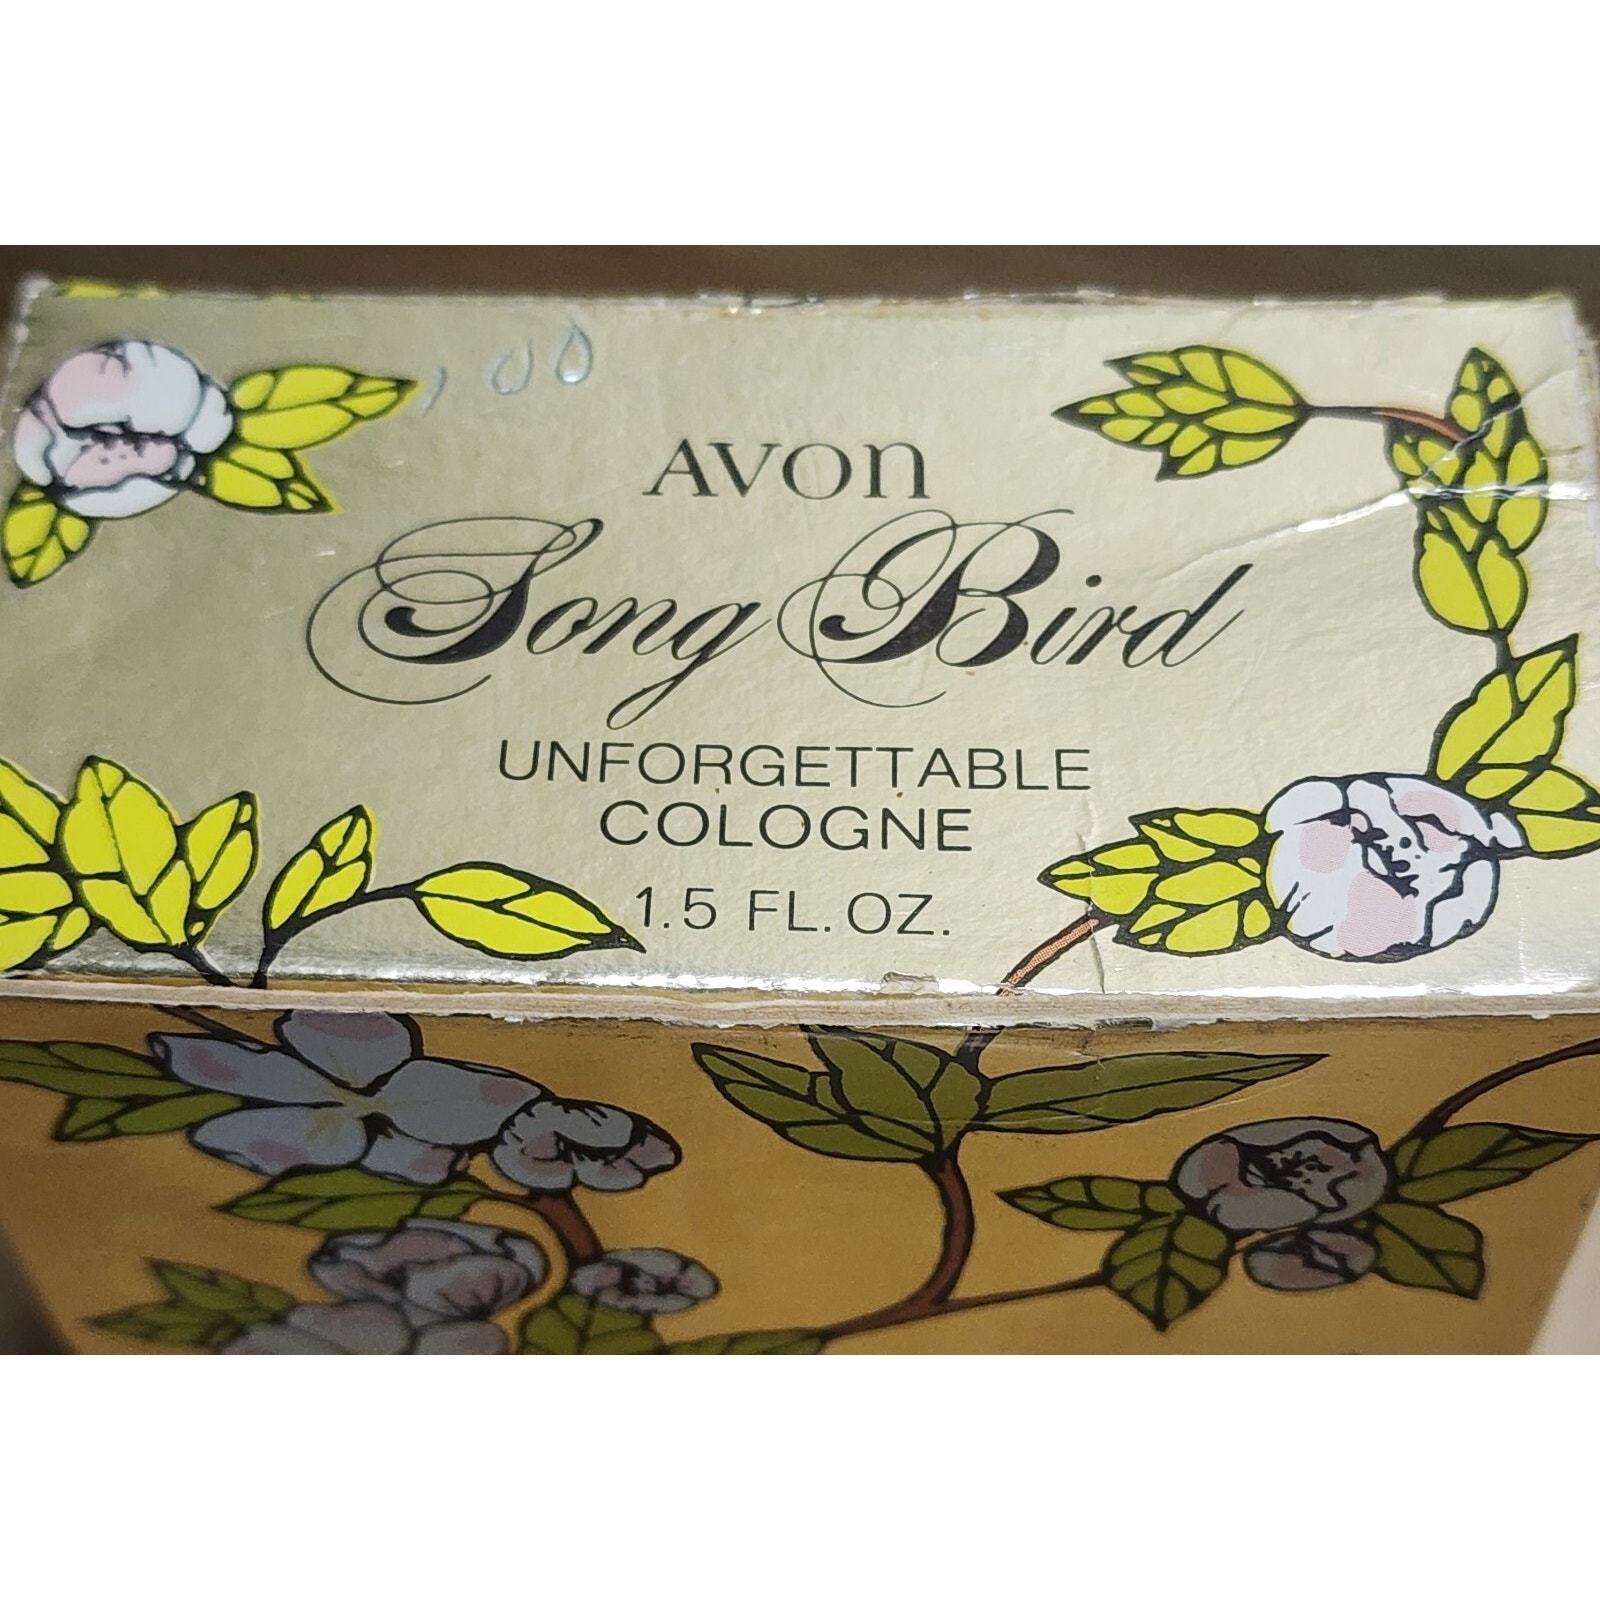 AVON
Song Bird
UNFORGETTABLE
COLOGNE
1.5 FL. OZ.